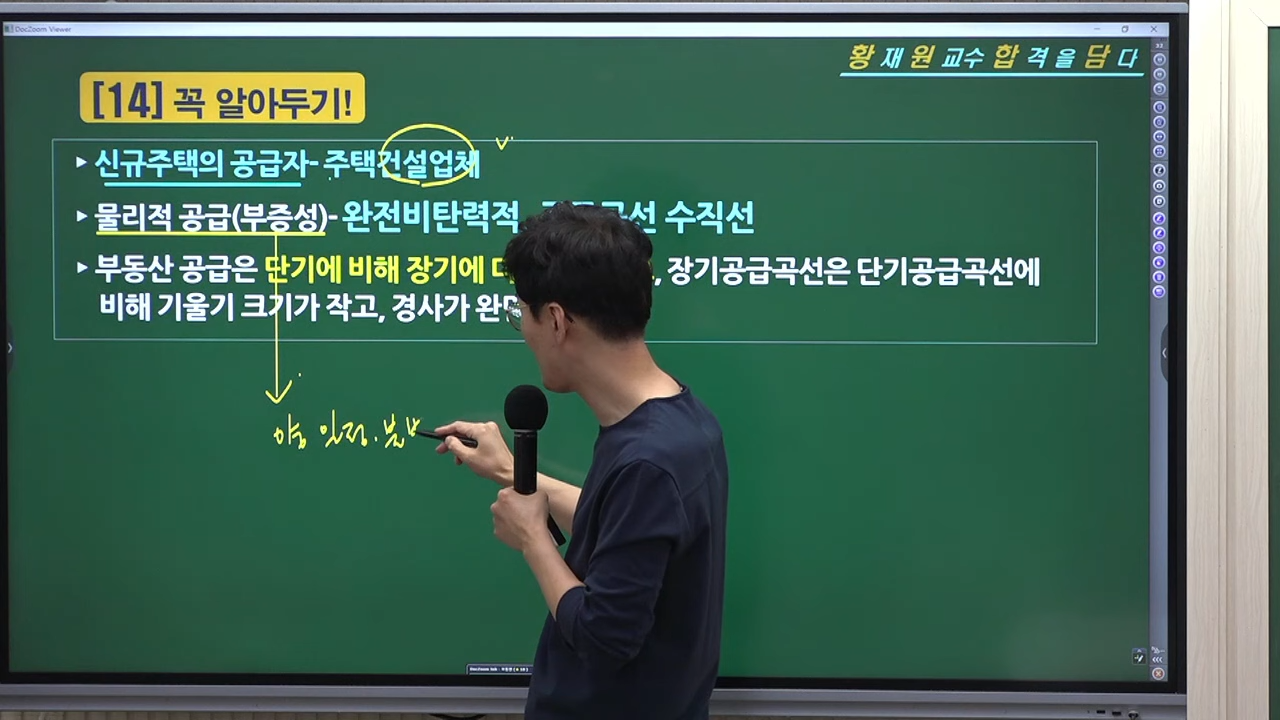 DocZoom Viewer
황재원 교수 합격을 담다
[14] 꼭 알아두기!
▸ 신규주택의 공급자- 주택건설업체
▸ 물리적 공급(부증성)- 완전비탄력적, 수직선
▸ 부동산 공급은 단기에 비해 장기에, 장기공급곡선은 단기공급곡선에
비해 기울기 크기가 작고, 경사가
양 일정.